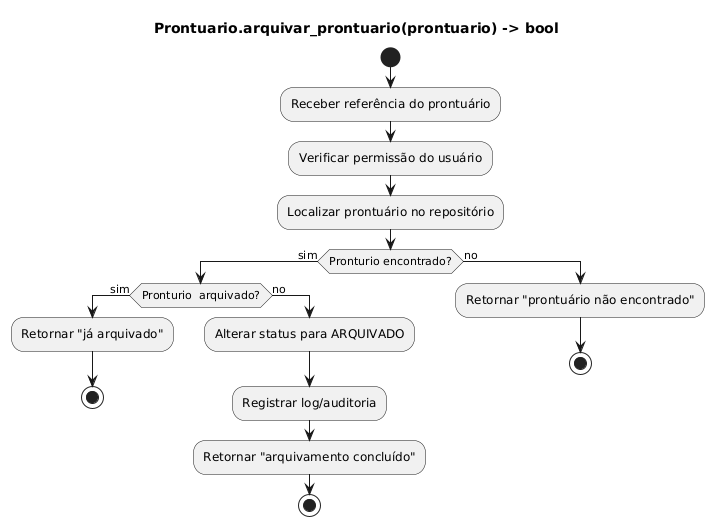 Prontuario.arquivar_prontuario(prontuario) -> bool
Receber referência do prontuário
Verificar permissão do usuário
Localizar prontuário no repositório
sim
Pronturio encontrado?
no
sim
Pronturio  arquivado?
no
Retornar "prontuário não encontrado"
Retornar "já arquivado"
Alterar status para ARQUIVADO
Registrar log/auditoria
Retornar "arquivamento concluído"